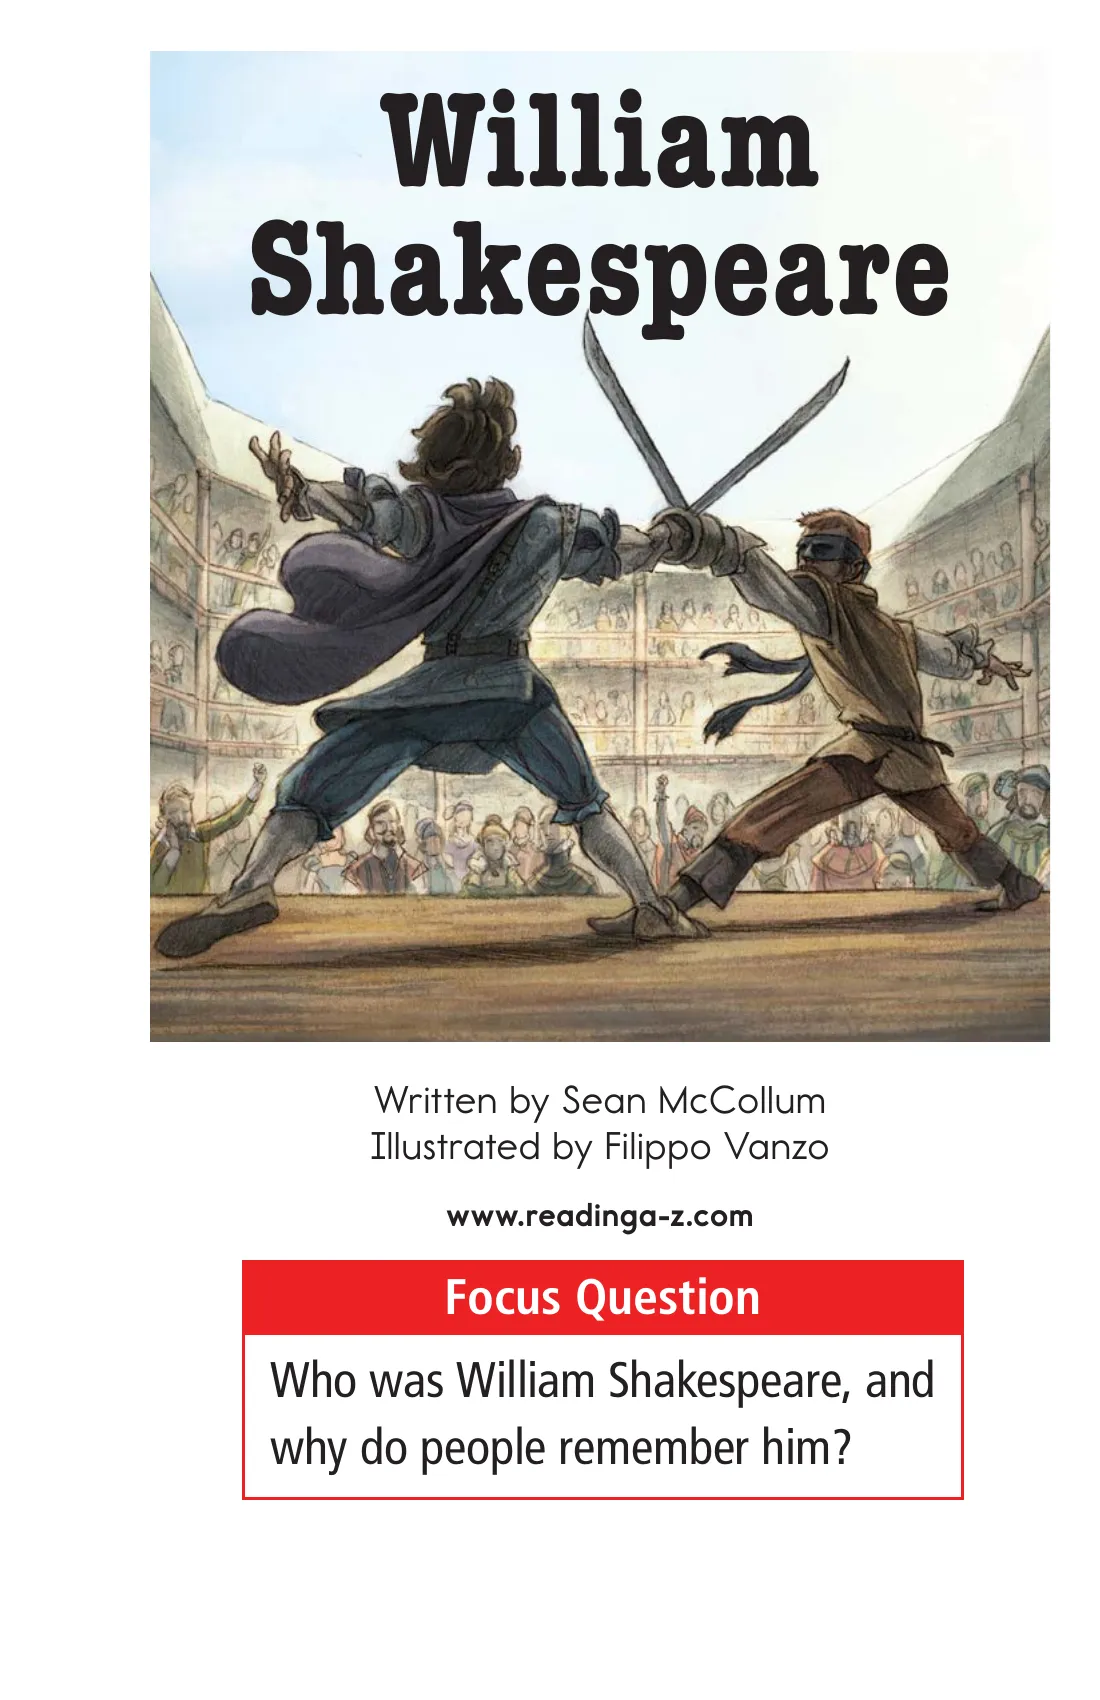 William
Shakespeare
Written by Sean McCollum
Illustrated by Filippo Vanzo
www.readinga-z.com
Focus Question
Who was William Shakespeare, and
why do people remember him?